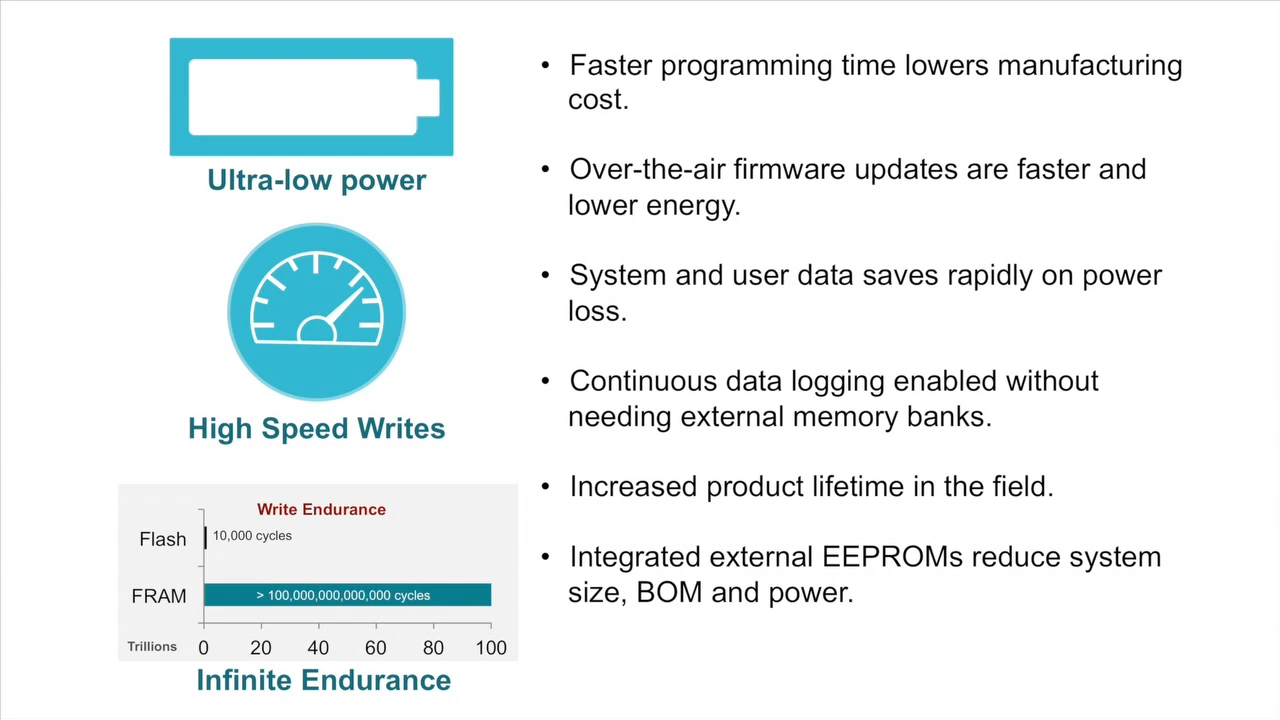 Ultra-low power
High Speed Writes
Write Endurance
Flash
10,000 cycles
FRAM
> 100,000,000,000,000 cycles
Trillions 0 20 40 60 80 100
Infinite Endurance
• Faster programming time lowers manufacturing
cost.
• Over-the-air firmware updates are faster and
lower energy.
• System and user data saves rapidly on power
loss.
• Continuous data logging enabled without
needing external memory banks.
• Increased product lifetime in the field.
• Integrated external EEPROMs reduce system
size, BOM and power.